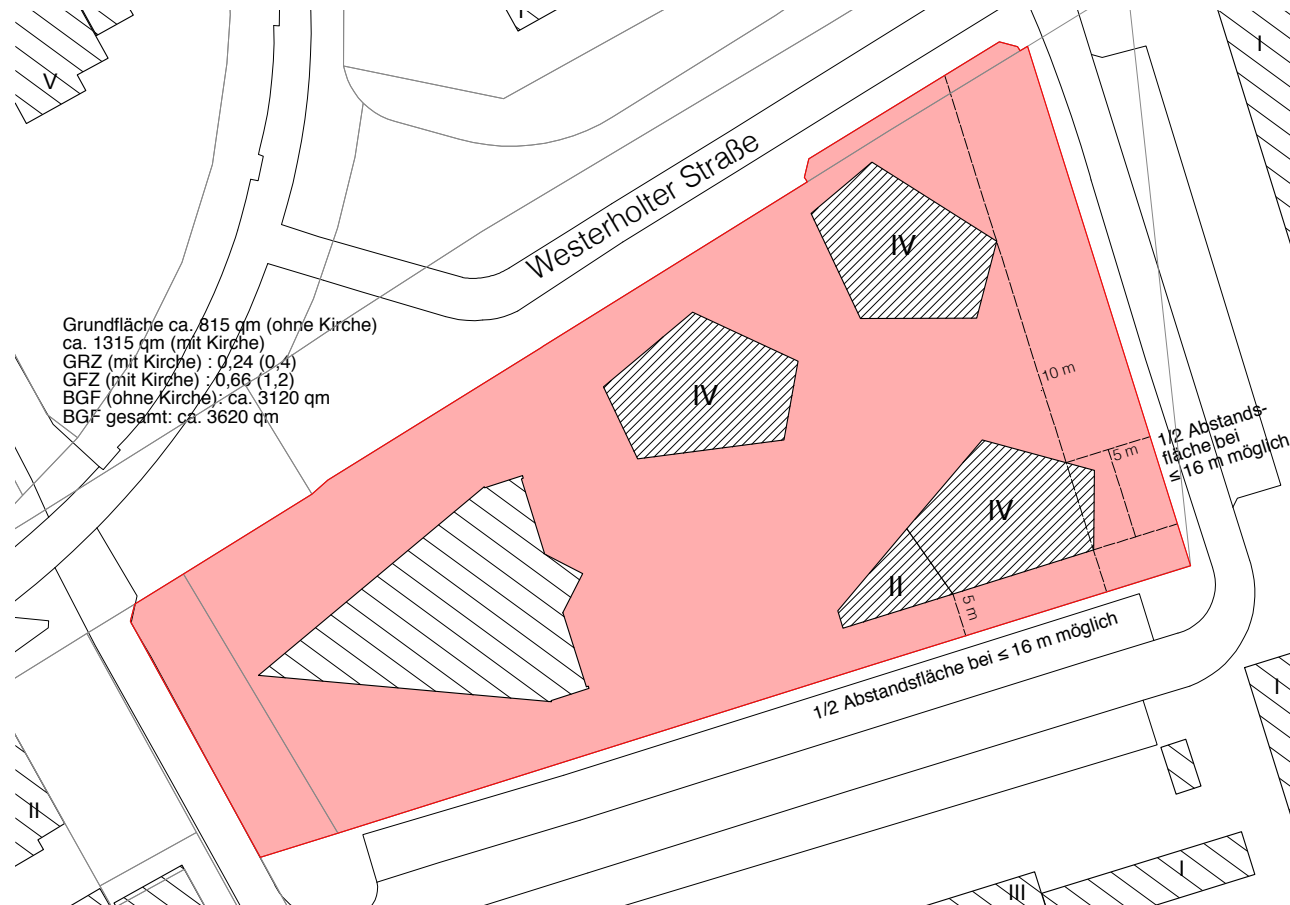 V
I
Westerholter Straße
IV
Grundfläche ca. 815 qm (ohne Kirche)
ca. 1315 qm (mit Kirche)
GRZ (mit Kirche) : 0,24 (0,4)
GFZ (mit Kirche) : 0,66 (1,2)
BGF (ohne Kirche): ca. 3120 qm
BGF gesamt: ca. 3620 qm
IV
10 m
1/2 Abstands-
fläche bei
≤ 16 m möglich
5 m
IV
II
5 m
1/2 Abstandsfläche bei ≤ 16 m möglich
I
II
III
I